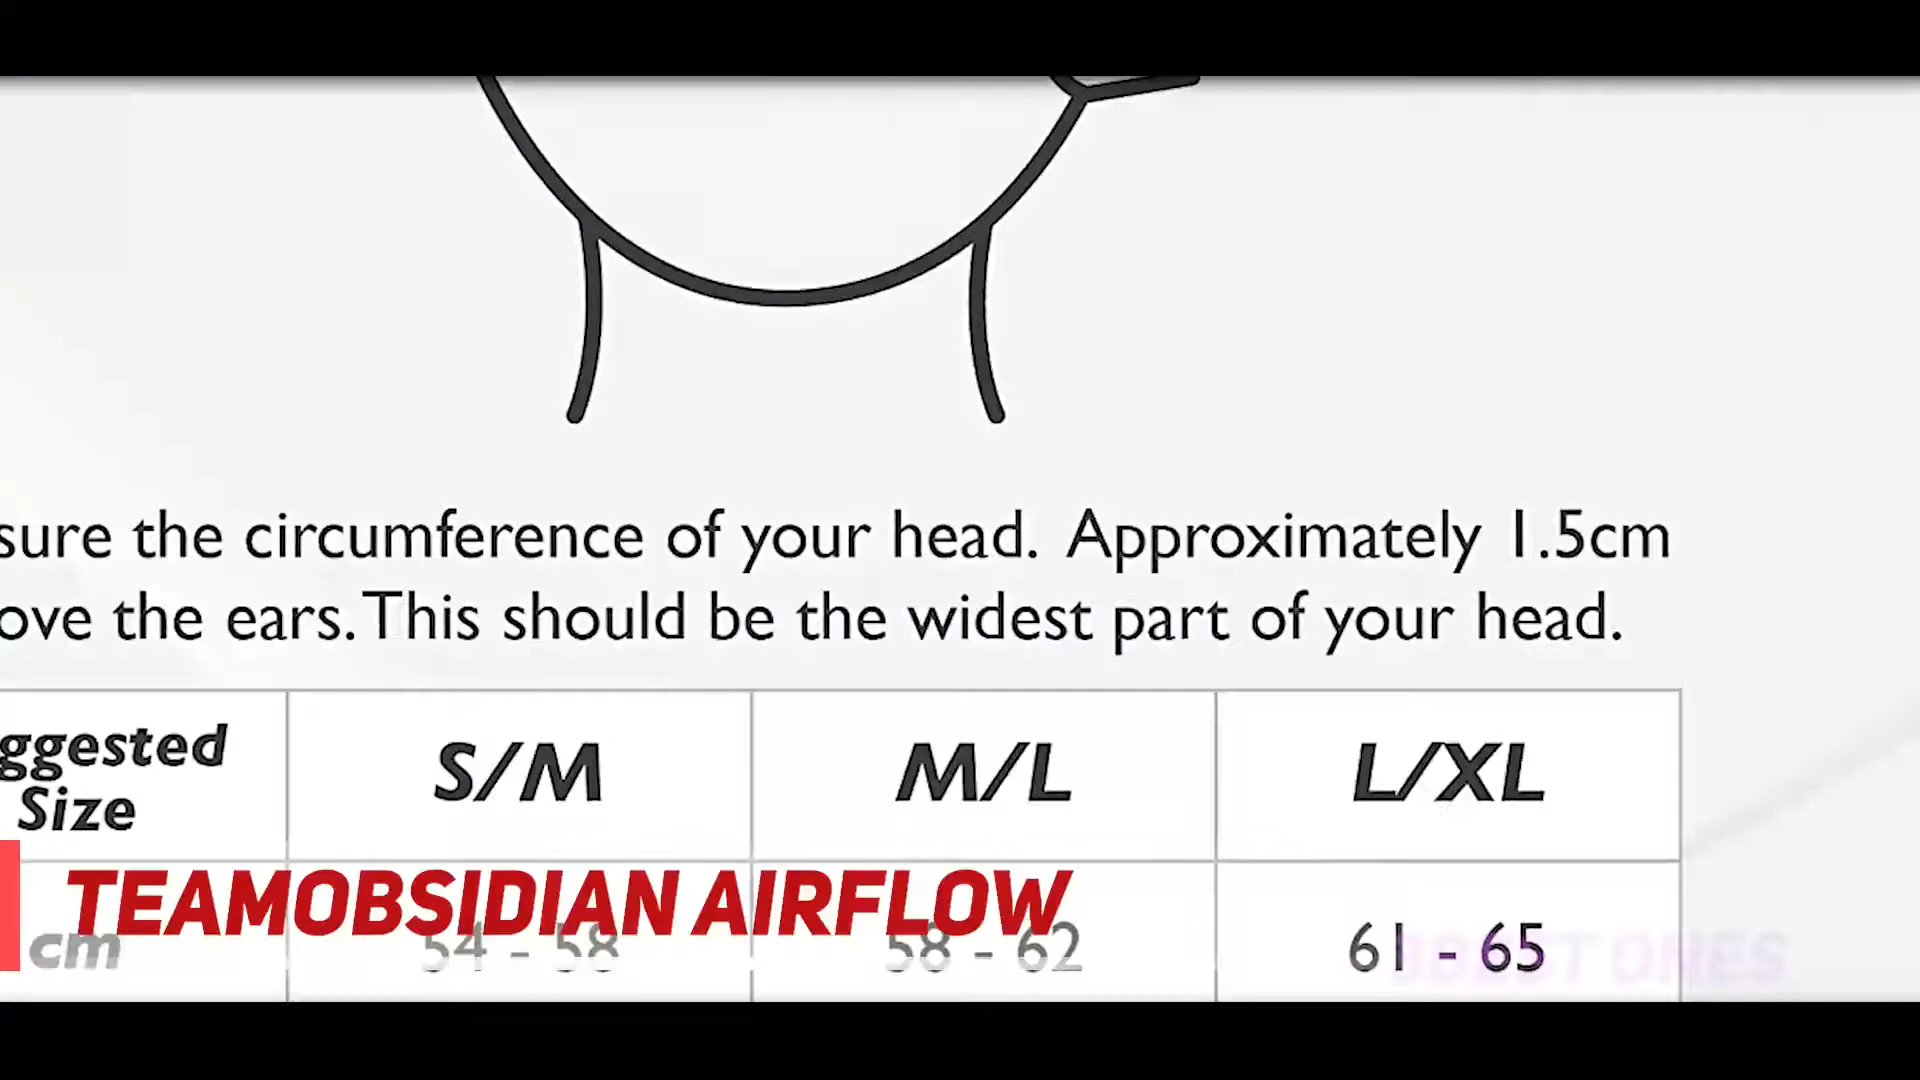 sure the circumference of your head. Approximately 1.5cm
ove the ears. This should be the widest part of your head.
ggested
Size
S/M
M/L
L/XL
TEAMOBSIDIAN AIRFLOW
cm
54 - 58
58 - 62
61 - 65